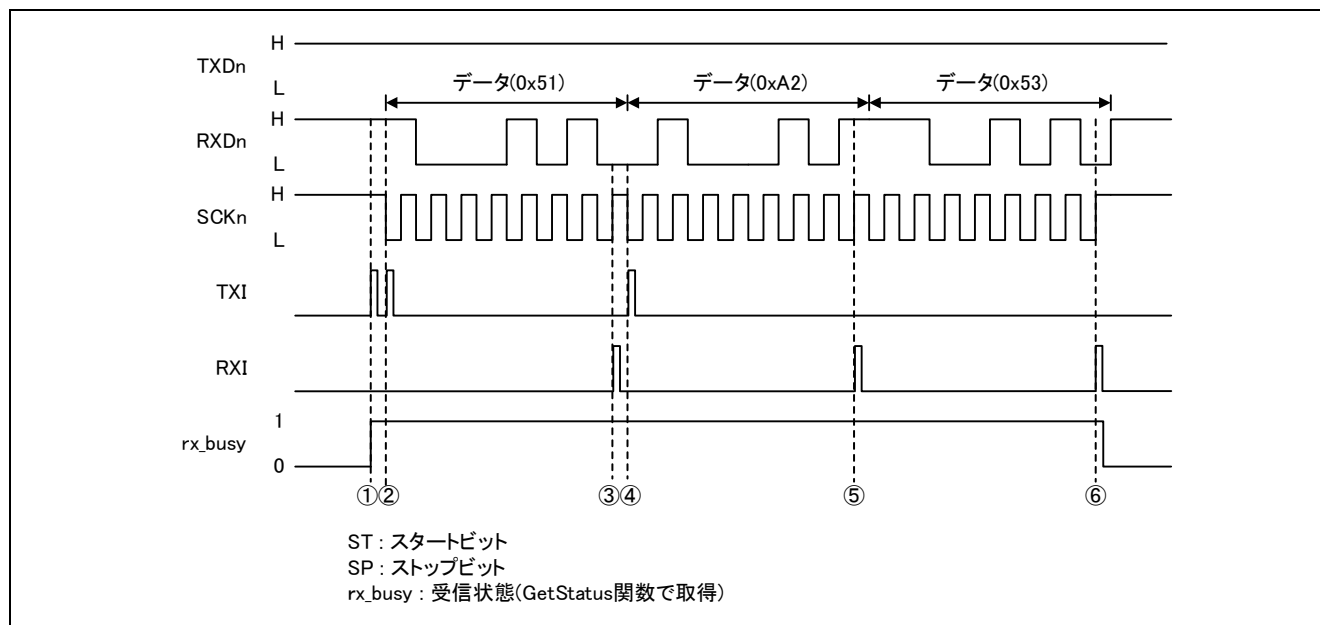 H
TXDn
L
データ(0x51)
データ(0xA2)
データ(0x53)
H
RXDn
L
H
SCKn
L
TXI
RXI
1
rx_busy
0
①②
③④
⑤
⑥
ST : スタートビット
SP : ストップビット
rx_busy : 受信状態(GetStatus関数で取得)